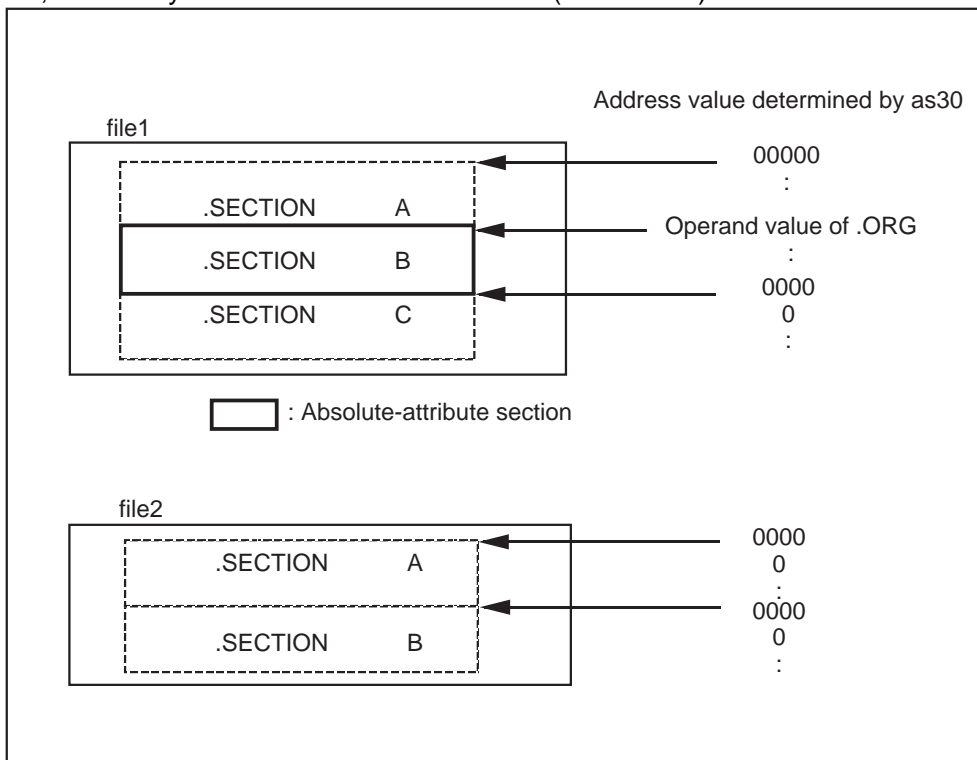 Address value determined by as30
file1
00000
:
.SECTION A
Operand value of .ORG
:
.SECTION B
0000
0
:
.SECTION C
: Absolute-attribute section
file2
0000
0
:
.SECTION A
0000
0
:
.SECTION B